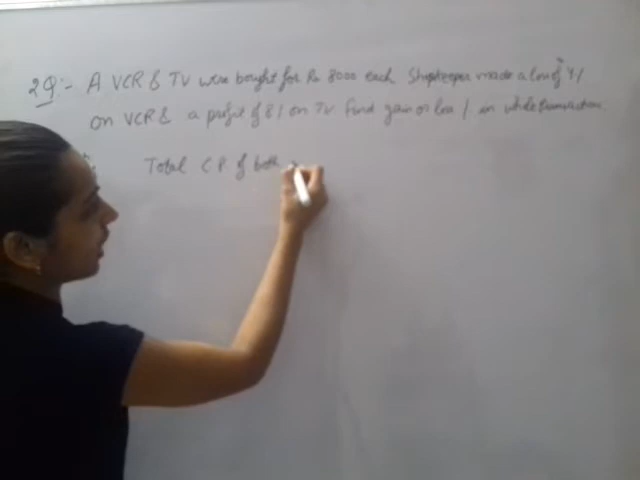 2Q:- A VCR & TV were bought for Rs 8000 each Shopkeeper made a loss of 4%
on VCR & a profit of 8% on TV Find gain or loss % in whole transaction
Total C P of both